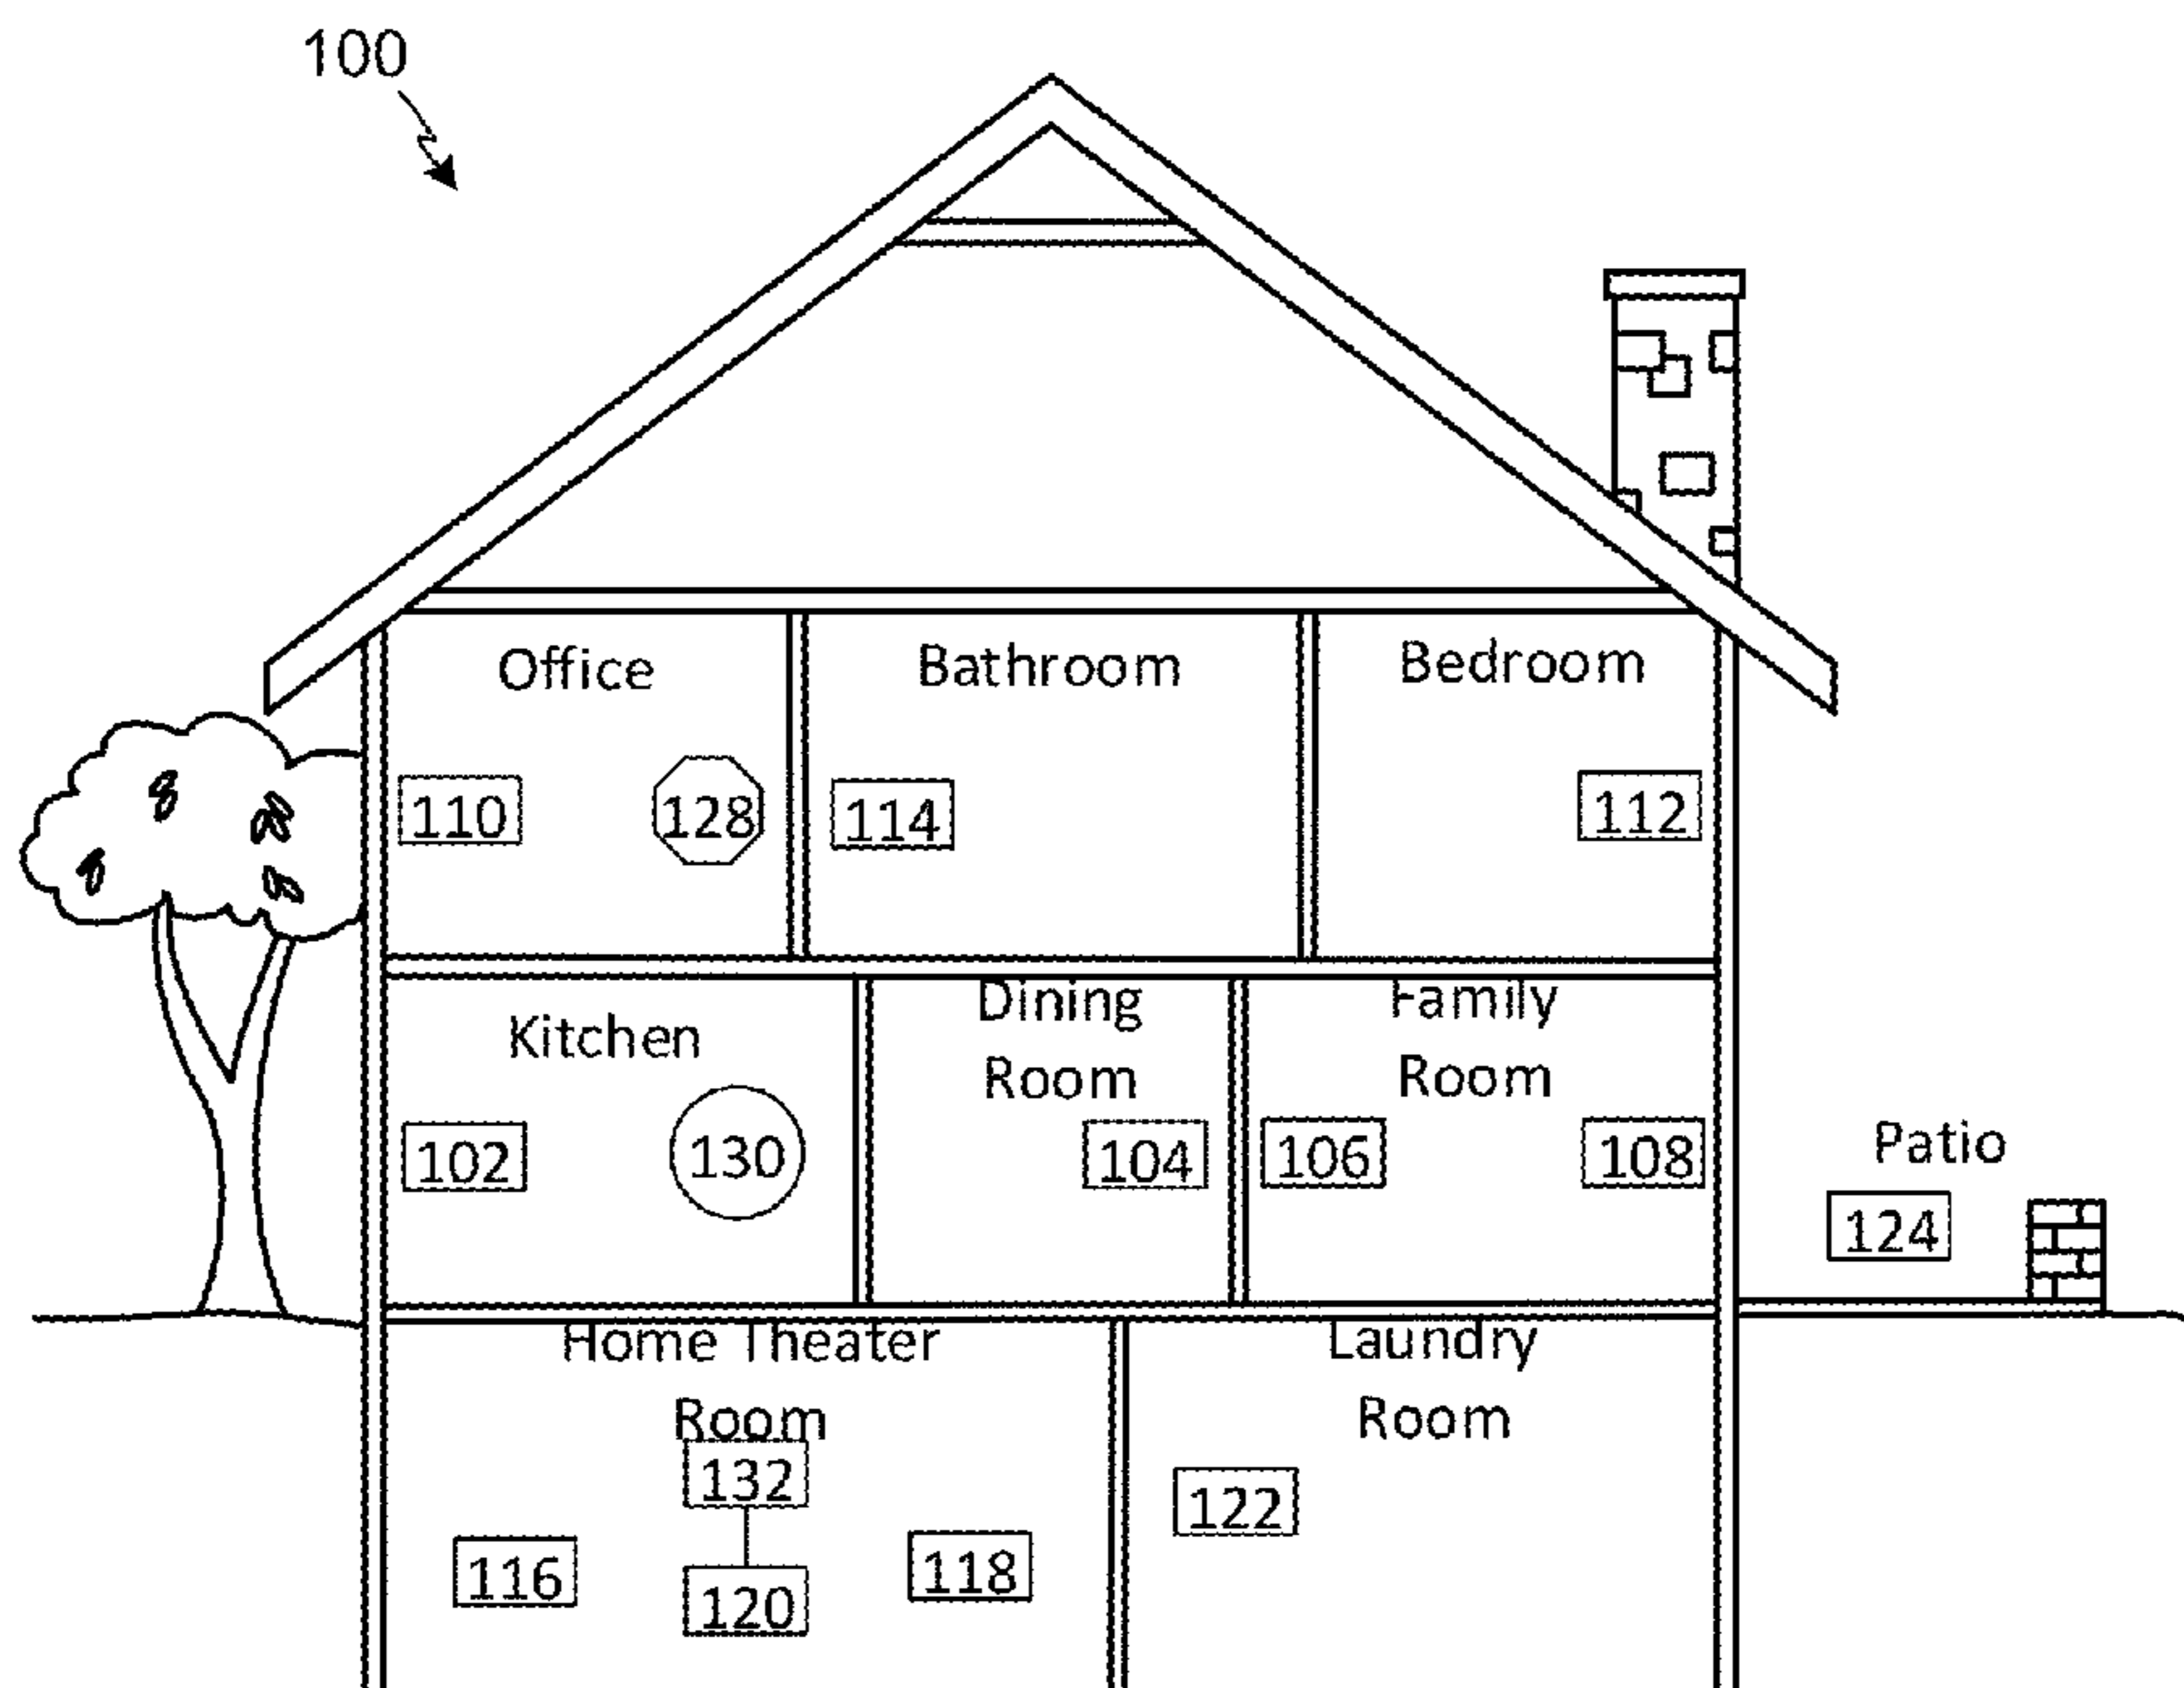 100
Office
Bathroom
Bedroom
110
128
114
112
Kitchen
Dining
Room
Family
Room
102
130
104
106
108
Patio
124
Home Theater
Room
Laundry
Room
132
122
116
120
118